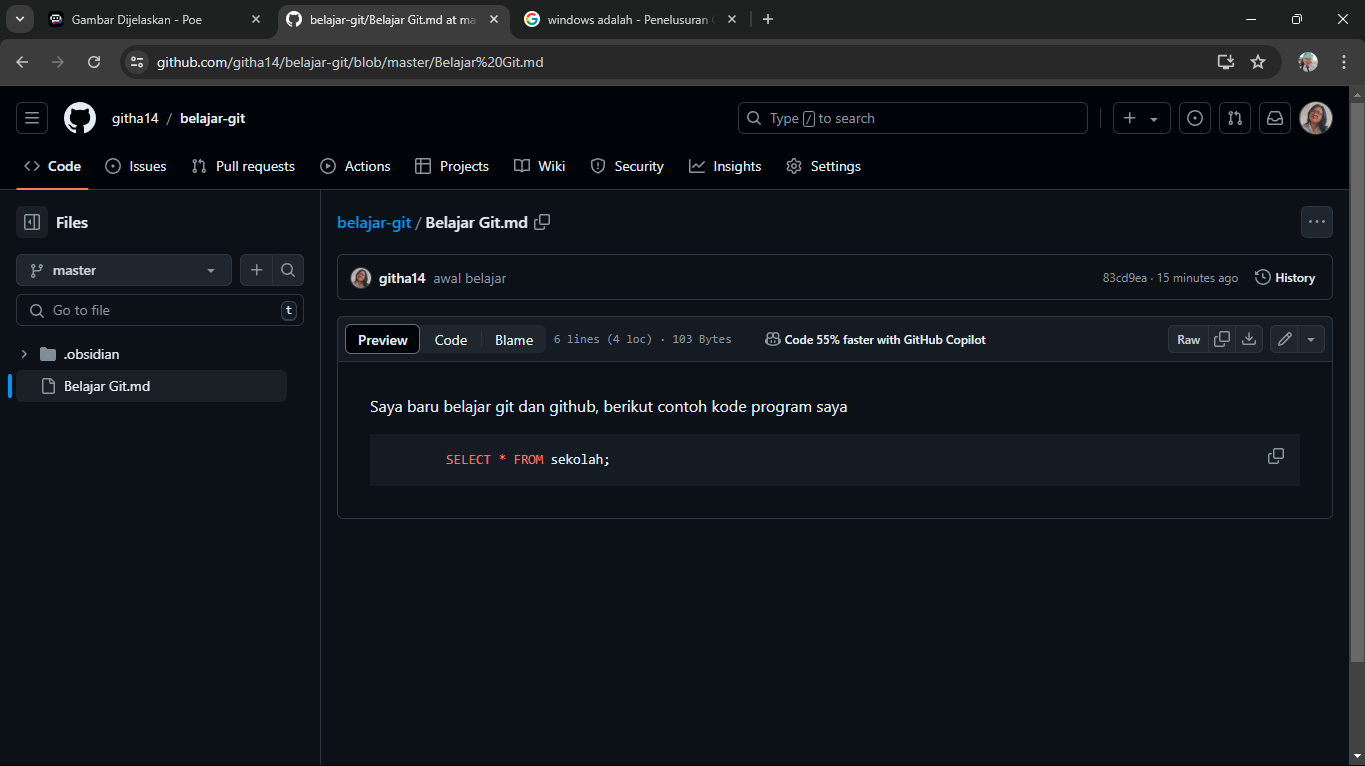 Gambar Dijelaskan - Poe
belajar-git/Belajar Git.md at ma
windows adalah - Penelusuran
github.com/githa14/belajar-git/blob/master/Belajar%20Git.md
githa14 / belajar-git
Type / to search
Code Issues Pull requests Actions Projects Wiki Security Insights Settings
Files
belajar-git / Belajar Git.md
master
githa14 awal belajar 83cd9ea · 15 minutes ago History
Go to file t
Preview Code Blame 6 lines (4 loc) · 103 Bytes Code 55% faster with GitHub Copilot Raw
.obsidian
Belajar Git.md
Saya baru belajar git dan github, berikut contoh kode program saya
SELECT * FROM sekolah;